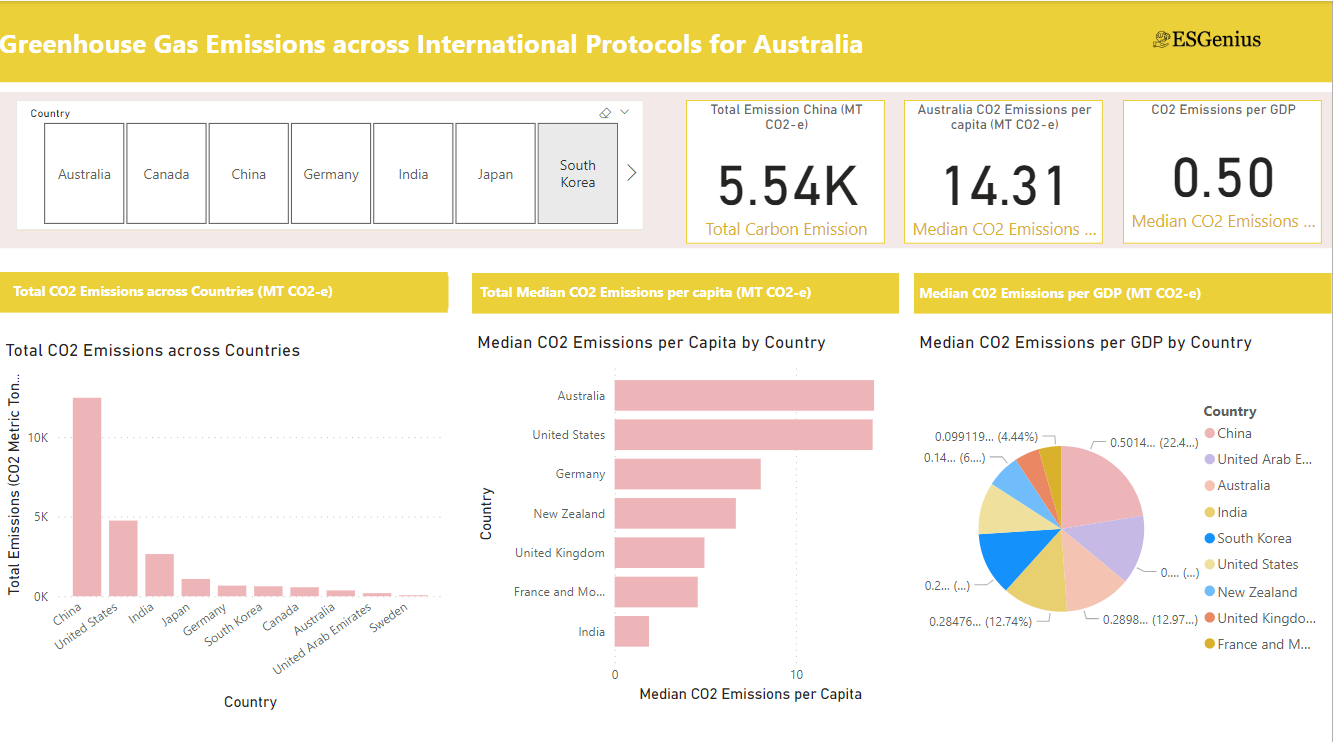 Greenhouse Gas Emissions across International Protocols for Australia
ESGenius
Country
Australia
Canada
China
Germany
India
Japan
South
Korea
Total Emission China (MT
CO2-e)
5.54K
Total Carbon Emission
Australia CO2 Emissions per
capita (MT CO2-e)
14.31
Median CO2 Emissions ...
CO2 Emissions per GDP
0.50
Median CO2 Emissions ...
Total CO2 Emissions across Countries (MT CO2-e)
Total CO2 Emissions across Countries
Total Emissions (CO2 Metric Ton...
10K
5K
0K
China
United States
India
Japan
Germany
South Korea
Canada
Australia
United Arab Emirates
Sweden
Country
Total Median CO2 Emissions per capita (MT CO2-e)
Median CO2 Emissions per Capita by Country
Country
Australia
United States
Germany
New Zealand
United Kingdom
France and Mo...
India
0
10
Median CO2 Emissions per Capita
Median C02 Emissions per GDP (MT CO2-e)
Median CO2 Emissions per GDP by Country
0.099119... (4.44%)
0.14... (6....)
0.2... (...)
0.28476... (12.74%)
0.5014... (22.4...)
0.... (...)
0.2898... (12.97...)
Country
China
United Arab E...
Australia
India
South Korea
United States
New Zealand
United Kingdo...
France and M...